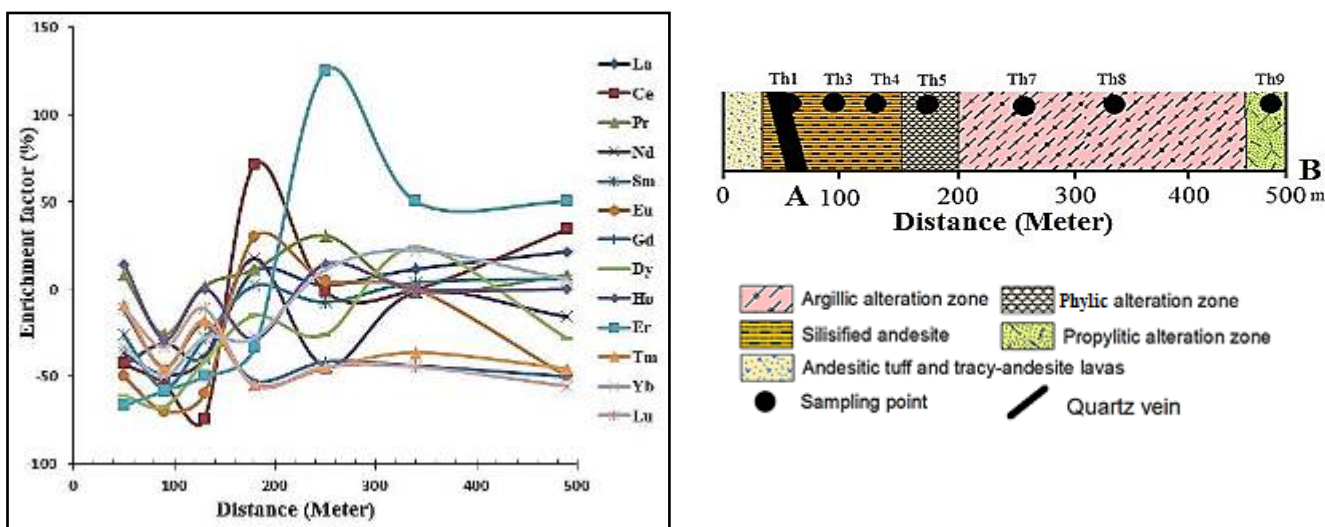 150
100
50
0
-50
-100
Enrichment factor (%)
0 100 200 300 400 500
Distance (Meter)
La
Ce
Pr
Nd
Sm
Eu
Gd
Dy
Ho
Er
Tm
Yb
Lu
Th1 Th3 Th4 Th5 Th7 Th8 Th9
0 A 100 200 300 400 500 m B
Distance (Meter)
Argillic alteration zone
Phylic alteration zone
Silisified andesite
Propylitic alteration zone
Andesitic tuff and tracy-andesite lavas
Sampling point
Quartz vein